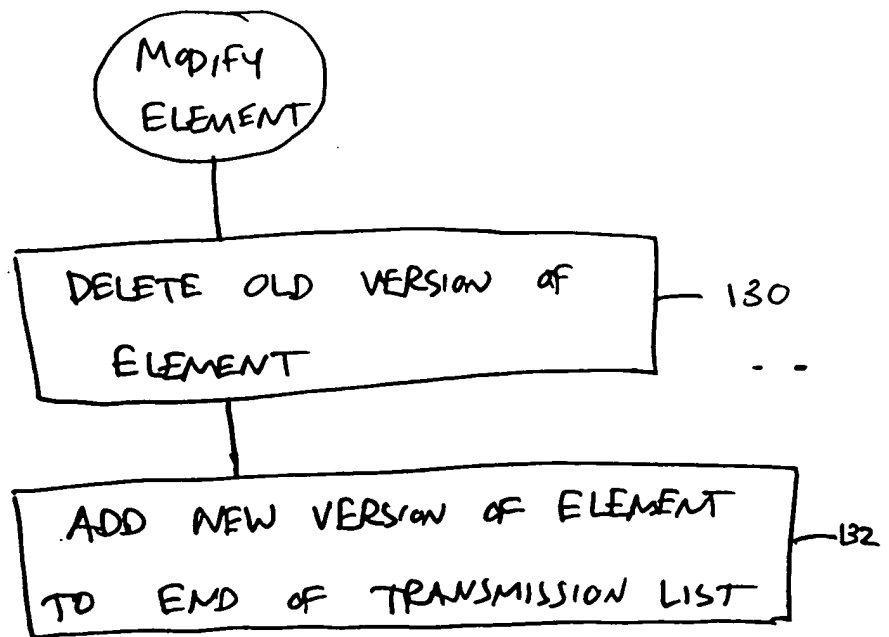 MODIFY
ELEMENT
DELETE OLD VERSION OF
ELEMENT
130
ADD NEW VERSION OF ELEMENT
TO END OF TRANSMISSION LIST
132